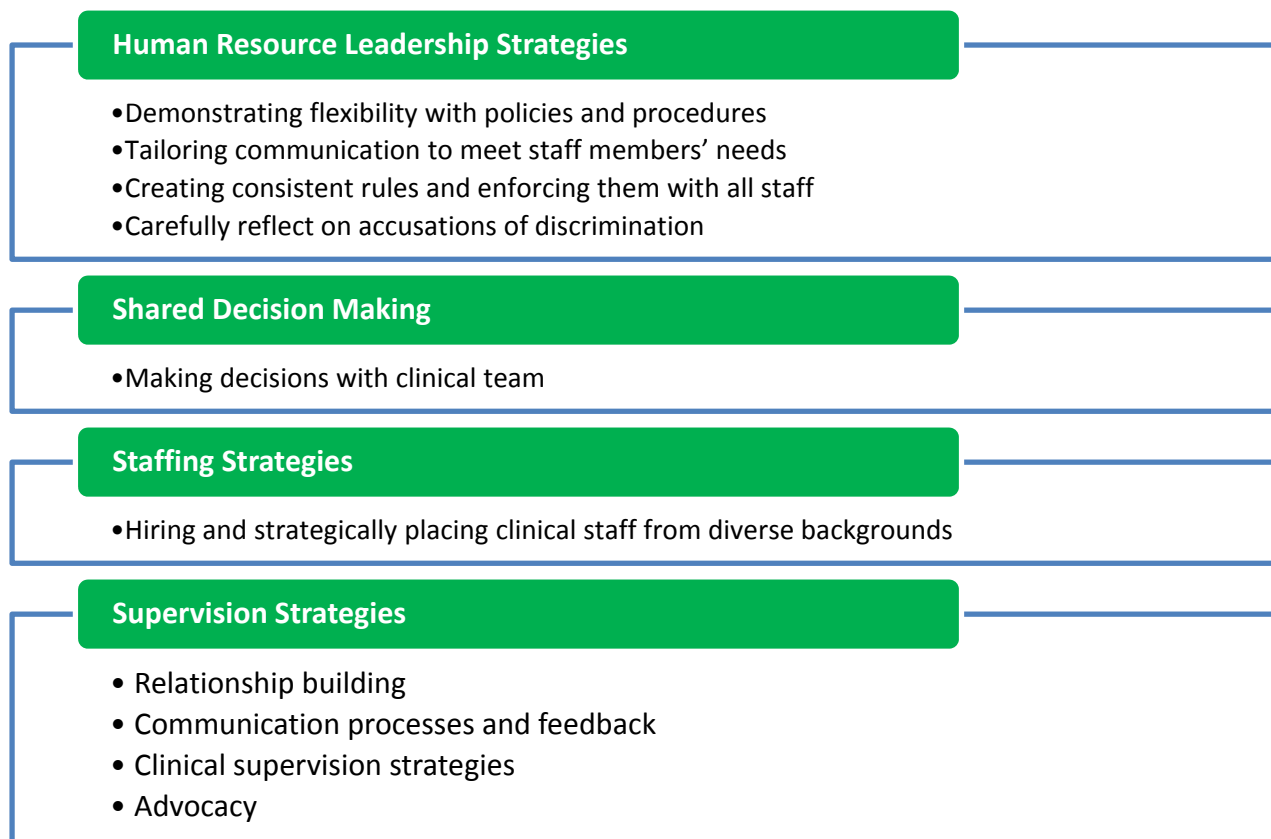 Human Resource Leadership Strategies
•Demonstrating flexibility with policies and procedures
•Tailoring communication to meet staff members’ needs
•Creating consistent rules and enforcing them with all staff
•Carefully reflect on accusations of discrimination
Shared Decision Making
•Making decisions with clinical team
Staffing Strategies
•Hiring and strategically placing clinical staff from diverse backgrounds
Supervision Strategies
• Relationship building
• Communication processes and feedback
• Clinical supervision strategies
• Advocacy